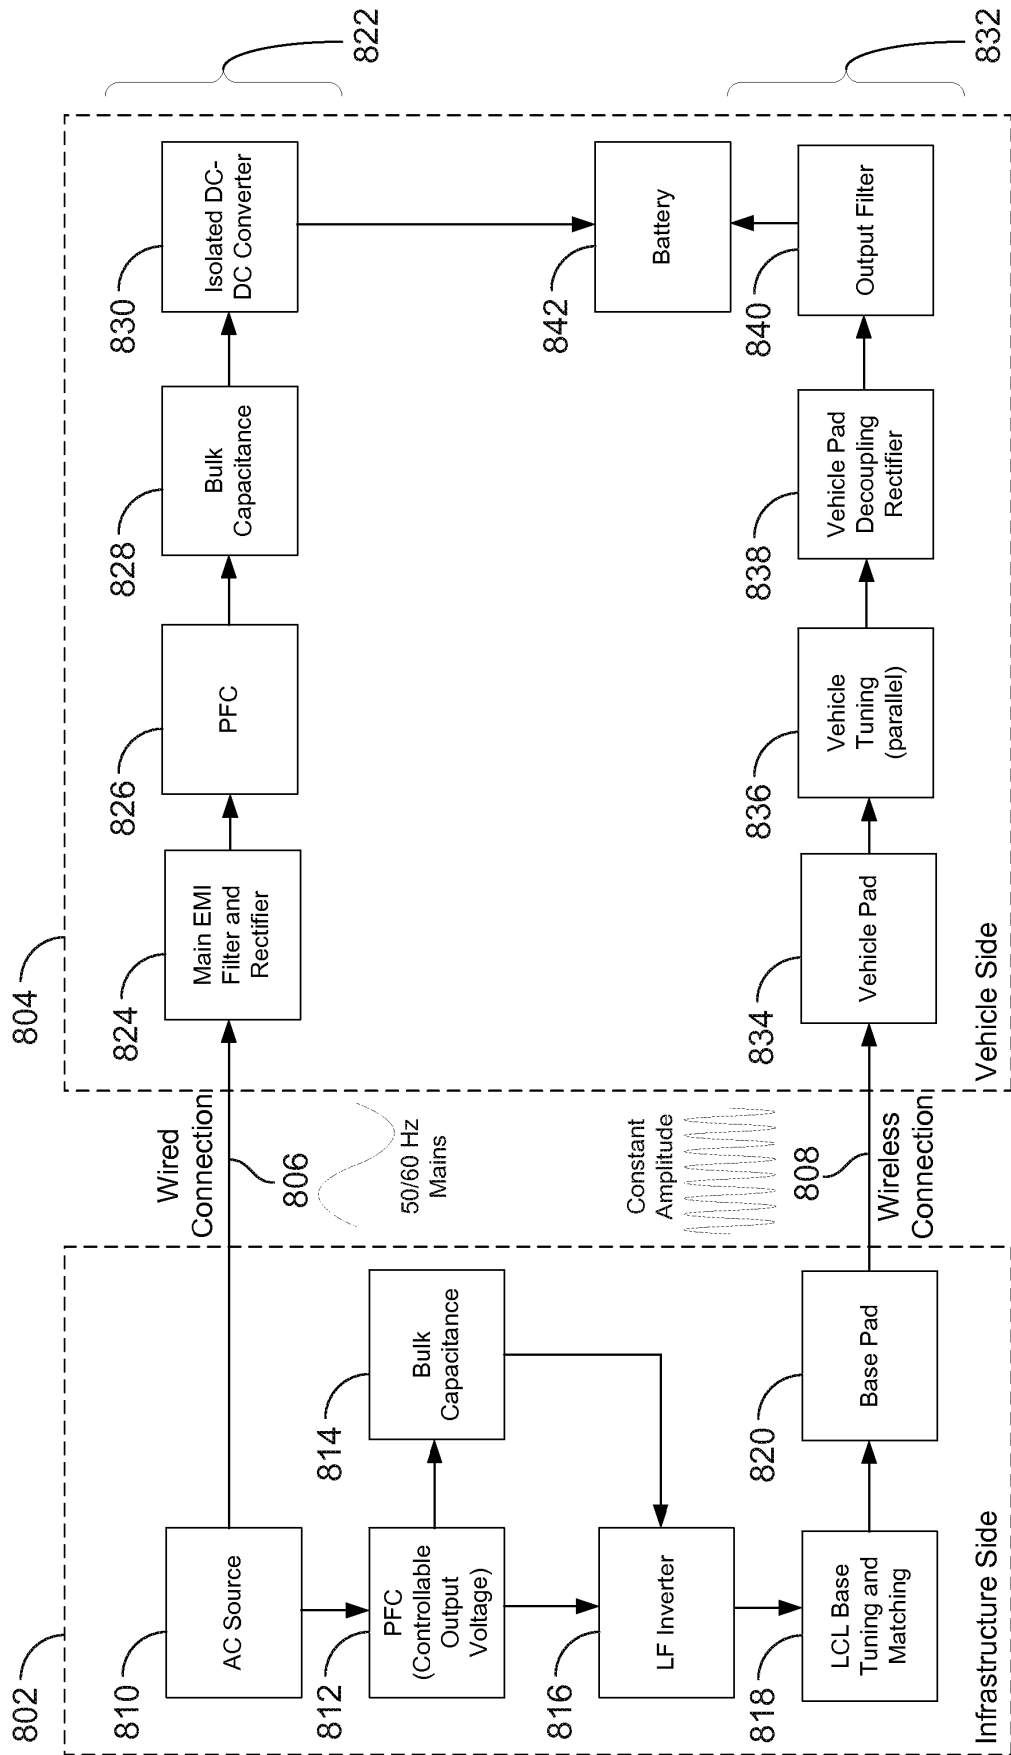 802
810
AC Source
812
PFC
(Controllable
Output
Voltage)
814
Bulk
Capacitance
816
LF Inverter
818
LCL Base
Tuning and
Matching
820
Base Pad
Infrastructure Side
Wired
Connection
806
50/60 Hz
Mains
Constant
Amplitude
808
Wireless
Connection
804
824
Main EMI
Filter and
Rectifier
826
PFC
828
Bulk
Capacitance
830
Isolated DC-
DC Converter
822
842
Battery
834
Vehicle Pad
836
Vehicle
Tuning
(parallel)
838
Vehicle Pad
Decoupling
Rectifier
840
Output Filter
832
Vehicle Side